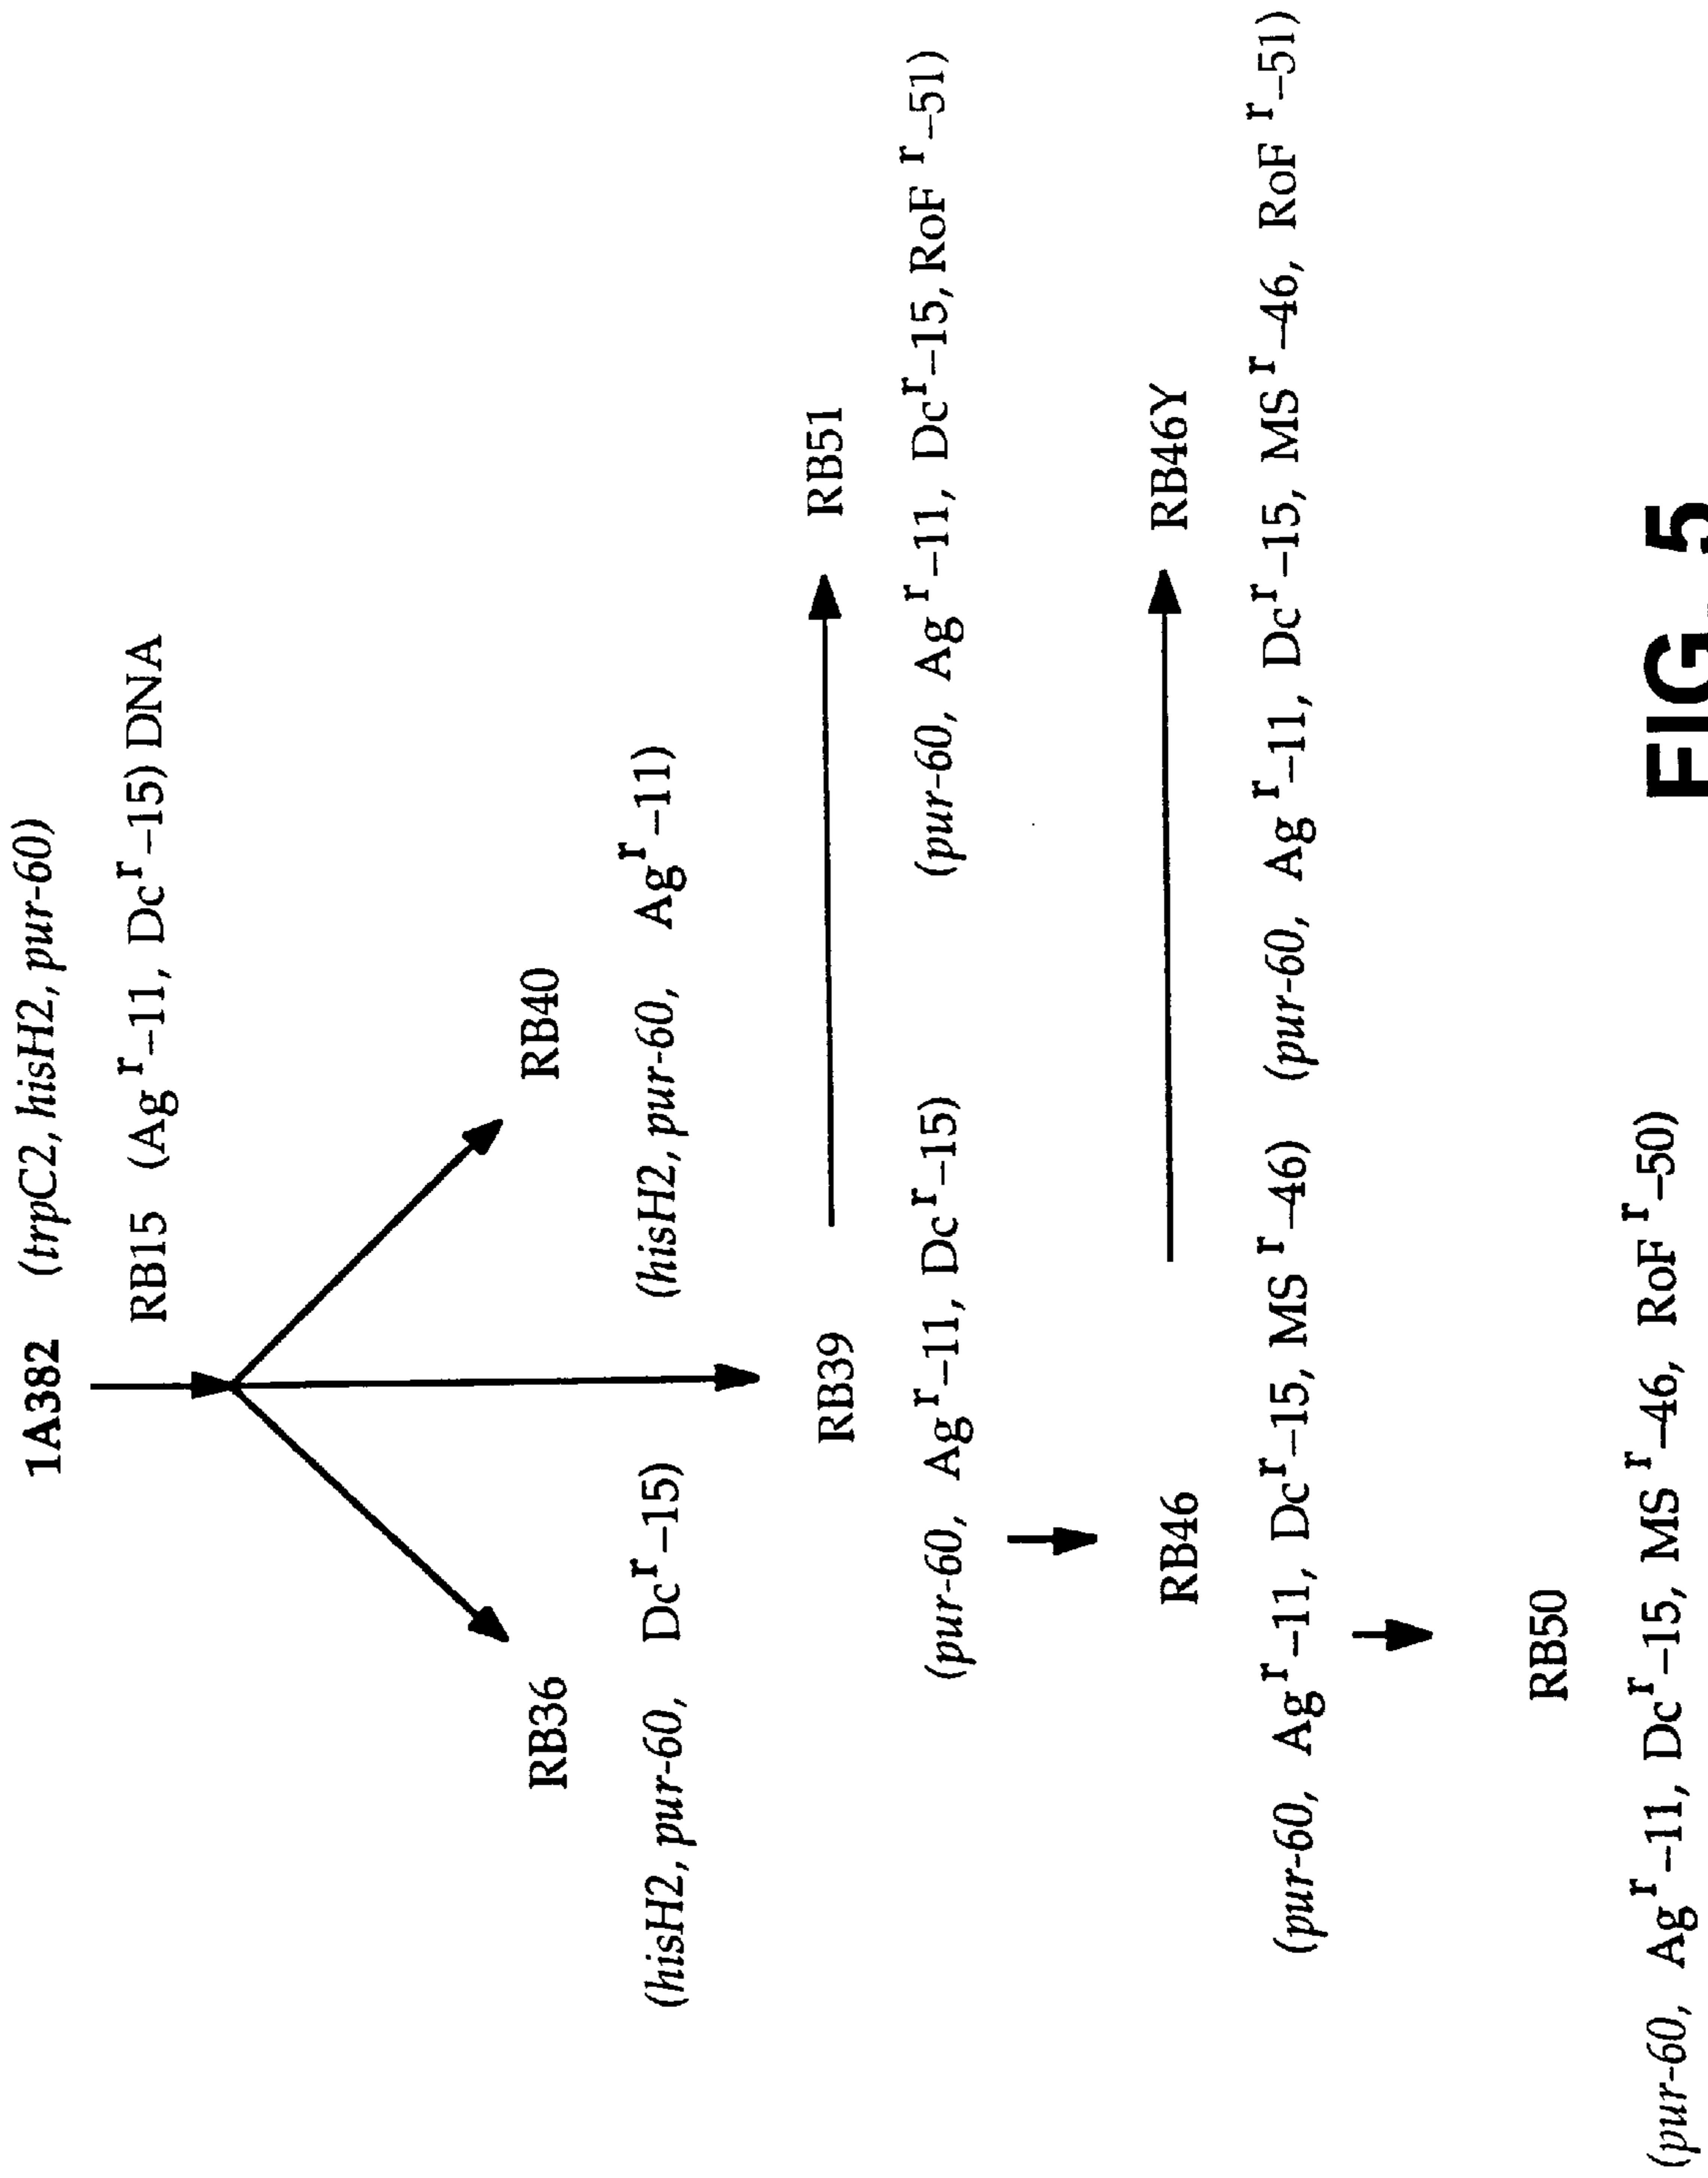 1A382 (trpC2, hisH2, pur-60)
RB15 (Ag r–11, Dc r–15) DNA
RB36
RB40
(hisH2, pur-60, Dc r–15)
(hisH2, pur-60, Ag r–11)
RB39
RB51
(pur-60, Ag r–11, Dc r–15)
(pur-60, Ag r–11, Dc r–15, RoF r–51)
RB46
RB46Y
(pur-60, Ag r–11, Dc r–15, MS r–46)
(pur-60, Ag r–11, Dc r–15, MS r–46, RoF r–51)
RB50
(pur-60, Ag r–11, Dc r–15, MS r–46, RoF r–50)
FIG. 5